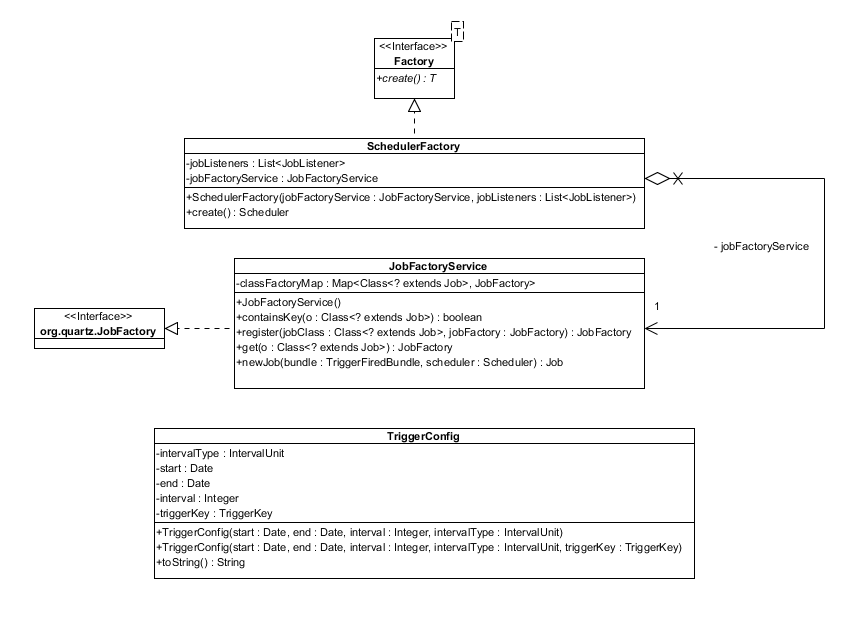 T
<<Interface>>
Factory
+create() : T
SchedulerFactory
-jobListeners : List<JobListener>
-jobFactoryService : JobFactoryService
+SchedulerFactory(jobFactoryService : JobFactoryService, jobListeners : List<JobListener>)
+create() : Scheduler
- jobFactoryService
1
JobFactoryService
-classFactoryMap : Map<Class<? extends Job>, JobFactory>
+JobFactoryService()
+containsKey(o : Class<? extends Job>) : boolean
+register(jobClass : Class<? extends Job>, jobFactory : JobFactory) : JobFactory
+get(o : Class<? extends Job>) : JobFactory
+newJob(bundle : TriggerFiredBundle, scheduler : Scheduler) : Job
<<Interface>>
org.quartz.JobFactory
TriggerConfig
-intervalType : IntervalUnit
-start : Date
-end : Date
-interval : Integer
-triggerKey : TriggerKey
+TriggerConfig(start : Date, end : Date, interval : Integer, intervalType : IntervalUnit)
+TriggerConfig(start : Date, end : Date, interval : Integer, intervalType : IntervalUnit, triggerKey : TriggerKey)
+toString() : String